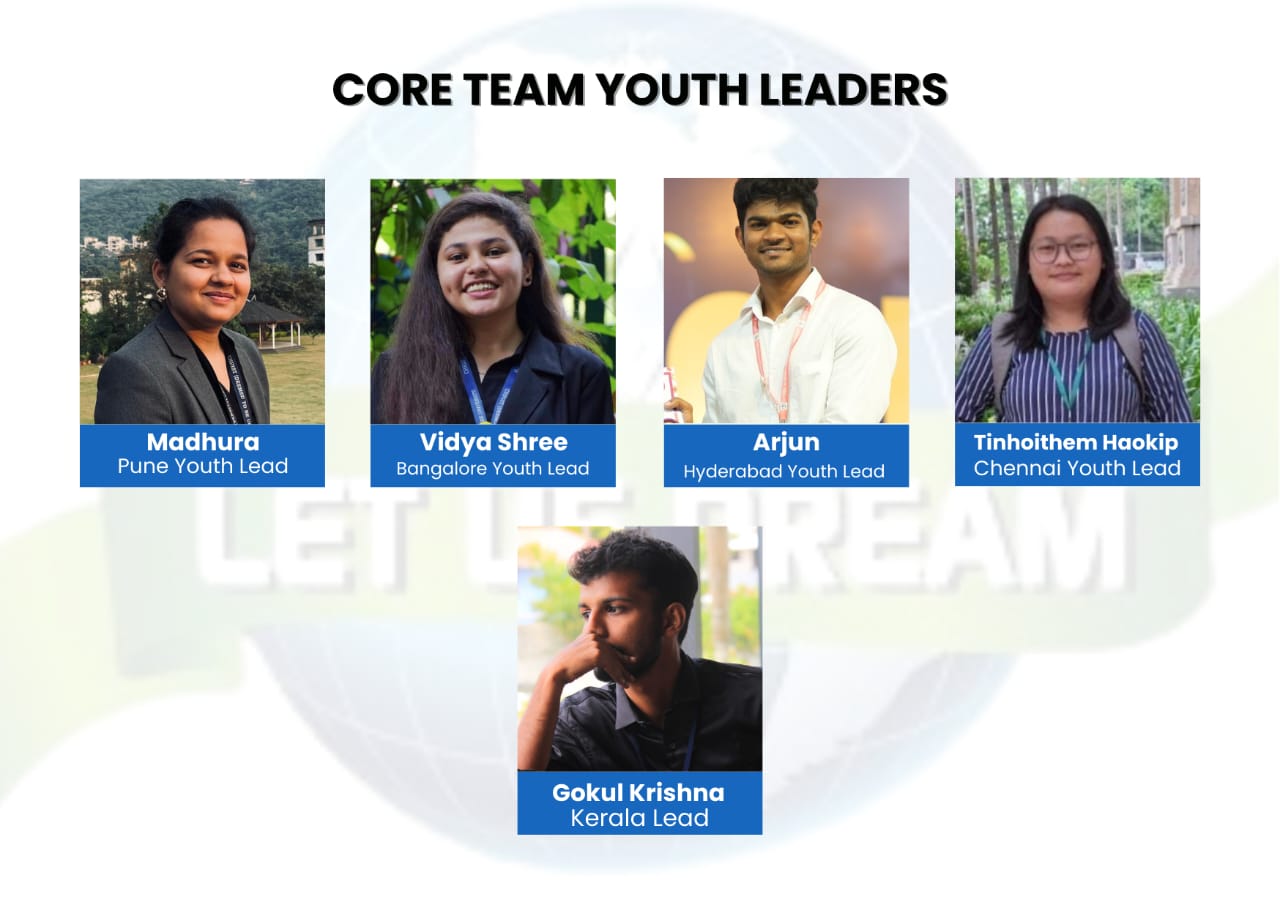 CORE TEAM YOUTH LEADERS
Madhura
Pune Youth Lead
Vidya Shree
Bangalore Youth Lead
Arjun
Hyderabad Youth Lead
Tinhoithem Haokip
Chennai Youth Lead
LET US DREAM
Gokul Krishna
Kerala Lead